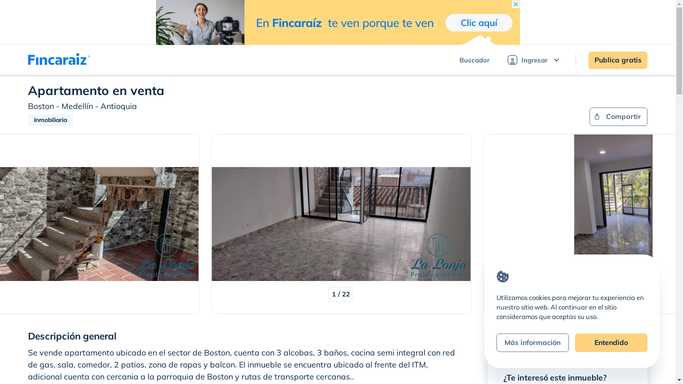 En Fincaraíz te ven porque te ven
Clic aquí
Fincaraiz
Buscador
Ingresar
Publica gratis
Apartamento en venta
Boston - Medellín - Antioquia
Inmobiliaria
Compartir
La Lonja
1 / 22
Utilizamos cookies para mejorar tu experiencia en
nuestro sitio web. Al continuar en el sitio
consideramos que aceptas su uso.
Más información
Entendido
Descripción general
Se vende apartamento ubicado en el sector de Boston, cuenta con 3 alcobas, 3 baños, cocina semi integral con red
de gas, sala, comedor, 2 patios, zona de ropas y balcon. El inmueble se encuentra ubicado al frente del ITM,
adicional cuenta con cercania a la parroquia de Boston y rutas de transporte cercanas..
¿Te interesó este inmueble?